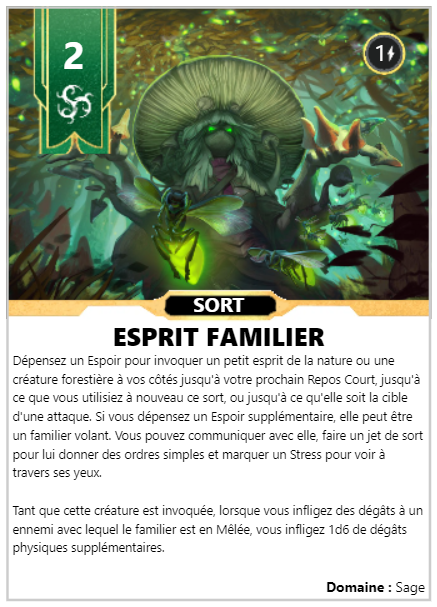 2
1
SORT
ESPRIT FAMILIER
Dépensez un Espoir pour invoquer un petit esprit de la nature ou une
créature forestière à vos côtés jusqu'à votre prochain Repos Court, jusqu'à
ce que vous utilisiez à nouveau ce sort, ou jusqu'à ce qu'elle soit la cible
d'une attaque. Si vous dépensez un Espoir supplémentaire, elle peut être
un familier volant. Vous pouvez communiquer avec elle, faire un jet de sort
pour lui donner des ordres simples et marquer un Stress pour voir à
travers ses yeux.
Tant que cette créature est invoquée, lorsque vous infligez des dégâts à un
ennemi avec lequel le familier est en Mêlée, vous infligez 1d6 de dégâts
physiques supplémentaires.
Domaine : Sage